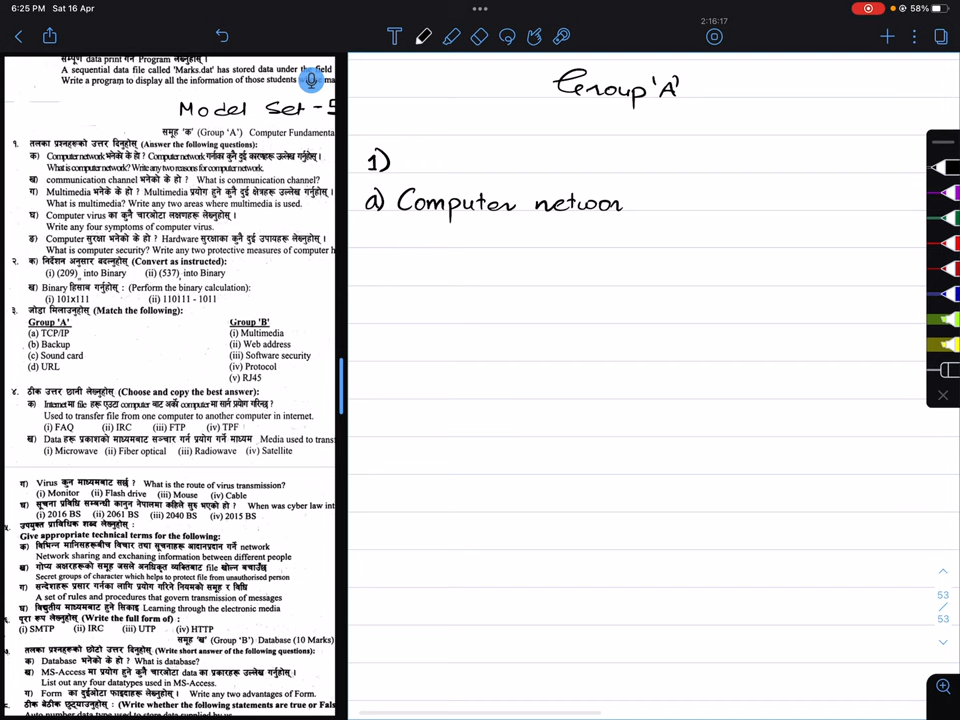 6:25 PM Sat 16 Apr
58%
2:16:17
सम्पूर्ण data print गर्ने Program लेख्नुहोस् ।
A sequential data file called 'Marks.dat' has stored data under the field
Write a program to display all the information of those students
Model Set - 5
समूह 'क' (Group 'A') Computer Fundamenta
१. तलका प्रश्नहरूको उत्तर दिनुहोस् (Answer the following questions):
क) Computer network भनेको के हो ? Computer network गर्नाका कुनै दुई कारणहरू उल्लेख गर्नुहोस् ।
What is computer network? Write any two reasons for computer network.
ख) communication channel भनेको के हो ? What is communication channel?
ग) Multimedia भनेके के हो ? Multimedia प्रयोग हुने कुनै दुई क्षेत्रहरू उल्लेख गर्नुहोस् ।
What is multimedia? Write any two areas where multimedia is used.
घ) Computer virus का कुनै चारओटा लक्षणहरू लेख्नुहोस् ।
Write any four symptoms of computer virus.
ङ) Computer सुरक्षा भनेको के हो ? Hardware सुरक्षाका कुनै दुई उपायहरू लेख्नुहोस् ।
What is computer security? Write any two protective measures of computer h
२. क) निर्देशन अनुसार बदल्नुहोस् (Convert as instructed):
(i) (209) into Binary (ii) (537) into Binary
ख) Binary हिसाब गर्नुहोस् : (Perform the binary calculation):
(i) 101x111 (ii) 110111 - 1011
३. जोडा मिलाउनुहोस् (Match the following):
Group 'A' Group 'B'
(a) TCP/IP (i) Multimedia
(b) Backup (ii) Web address
(c) Sound card (iii) Software security
(d) URL (iv) Protocol
(v) RJ45
४. ठीक उत्तर छानी लेख्नुहोस् (Choose and copy the best answer):
क) Internet मा file हरू एउटा computer बाट अर्को computer मा सार्न प्रयोग गरिन्छ ?
Used to transfer file from one computer to another computer in internet.
(i) FAQ (ii) IRC (iii) FTP (iv) TPF
ख) Data हरू प्रकाशको माध्यमबाट सञ्चार गर्न प्रयोग गर्ने माध्यम Media used to trans
(i) Microwave (ii) Fiber optical (iii) Radiowave (iv) Satellite
ग) Virus कुन माध्यमबाट सर्छ ? What is the route of virus transmission?
(i) Monitor (ii) Flash drive (iii) Mouse (iv) Cable
घ) सूचना प्रविधि सम्बन्धी कानुन नेपालमा कहिले सुरु भएको हो ? When was cyber law int
(i) 2016 BS (ii) 2061 BS (iii) 2040 BS (iv) 2015 BS
५. उपयुक्त प्राविधिक शब्द लेख्नुहोस् :
Give appropriate technical terms for the following:
क) विभिन्न मानिसहरूबीच विचार तथा सूचनाहरू आदानप्रदान गर्ने network
Network sharing and exchaning information between different people
ख) गोप्य अक्षरहरूको समूह जसले अनधिकृत व्यक्तिबाट file खोल्न बचाउँछ
Secret groups of character which helps to protect file from unauthorised person
ग) सन्देशहरू प्रसार गर्नका लागि प्रयोग गरिने नियमको समूह र विधि
A set of rules and procedures that govern transmission of messages
घ) विद्युतीय माध्यमबाट हुने सिकाइ Learning through the electronic media
पूरा रूप लेख्नुहोस् (Write the full form of) :
(i) SMTP (ii) IRC (iii) UTP (iv) HTTP
समूह 'ख' (Group 'B') Database (10 Marks)
तलका प्रश्नहरूको छोटो उत्तर दिनुहोस् (Write short answer of the following questions):
क) Database भनेको के हो ? What is database?
ख) MS-Access मा प्रयोग हुने कुनै चारओटा data का प्रकारहरू उल्लेख गर्नुहोस् ।
List out any four datatypes used in MS-Access.
ग) Form का दुईओटा फाइदाहरू लेख्नुहोस् । Write any two advantages of Form.
ठीक बेठीक छुट्याउनुहोस् : (Write whether the following statements are true or Fals
Auto number data type used to store data supplied by us
Group 'A'
1)
a) Computer networ
53
/
53